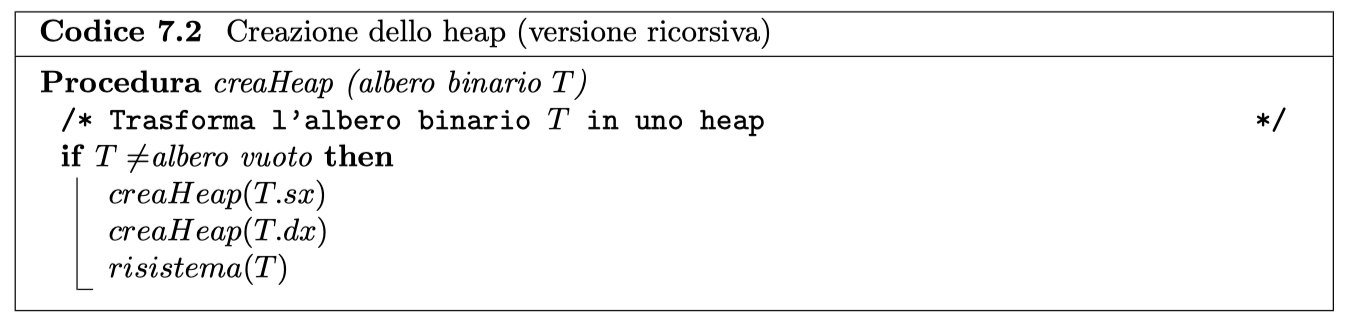 Codice 7.2 Creazione dello heap (versione ricorsiva)
Procedura creaHeap (albero binario T)
/* Trasforma l'albero binario T in uno heap */
if T ≠albero vuoto then
creaHeap(T.sx)
creaHeap(T.dx)
risistema(T)